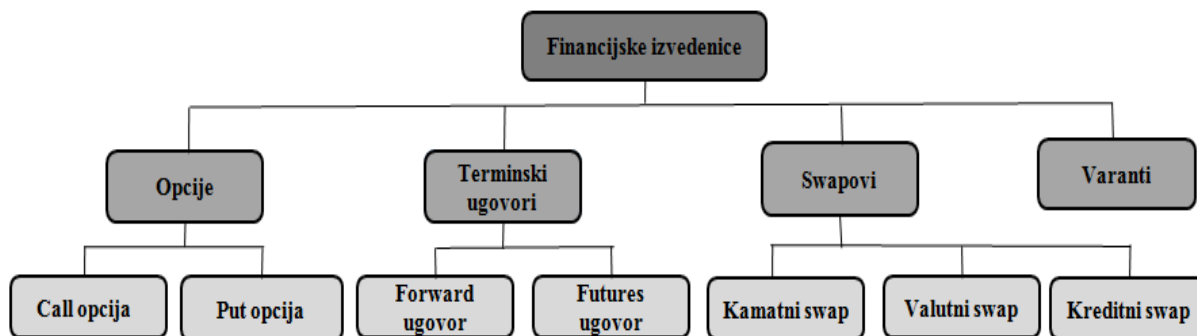 Financijske izvedenice
Opcije
Terminski
ugovori
Swapovi
Varanti
Call opcija
Put opcija
Forward
ugovor
Futures
ugovor
Kamatni swap
Valutni swap
Kreditni swap